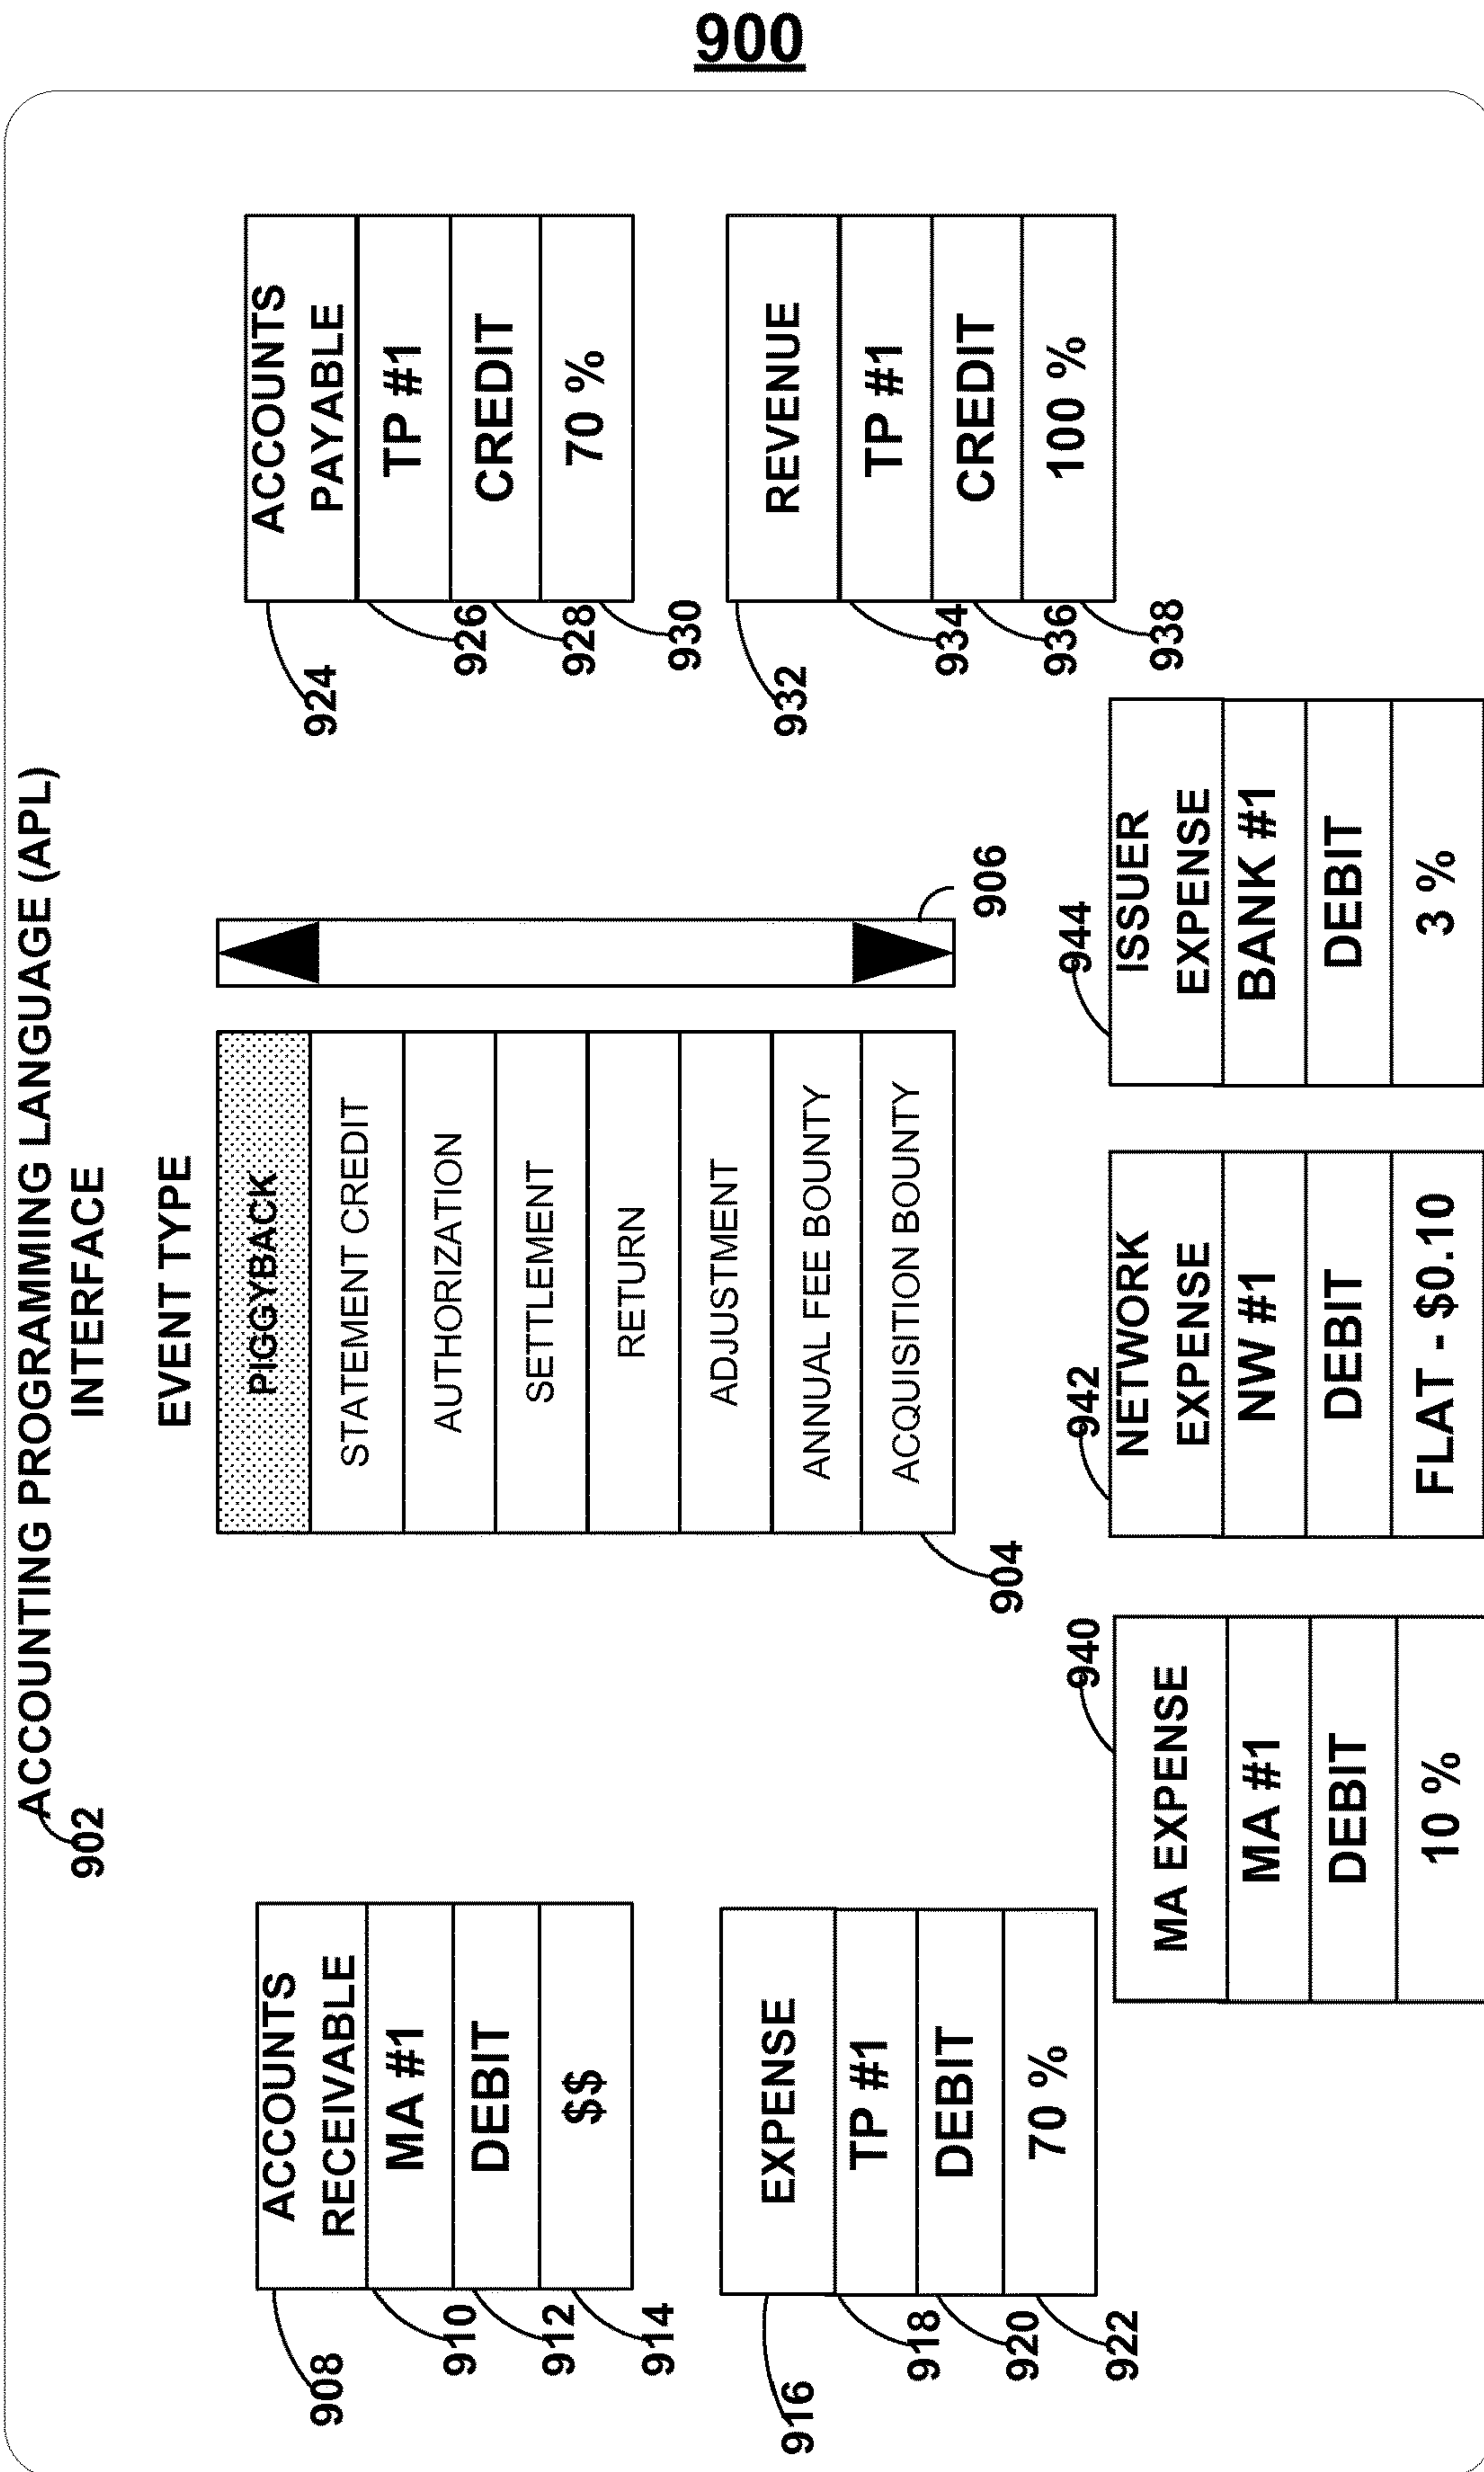 900
ACCOUNTING PROGRAMMING LANGUAGE (APL)
INTERFACE
902
EVENT TYPE
PIGGYBACK
STATEMENT CREDIT
AUTHORIZATION
SETTLEMENT
RETURN
ADJUSTMENT
ANNUAL FEE BOUNTY
ACQUISITION BOUNTY
904
906
ACCOUNTS
RECEIVABLE
MA #1
DEBIT
$$
908
910
912
914
EXPENSE
TP #1
DEBIT
70 %
916
918
920
922
ACCOUNTS
PAYABLE
TP #1
CREDIT
70 %
924
926
928
930
REVENUE
TP #1
CREDIT
100 %
932
934
936
938
940
MA EXPENSE
MA #1
DEBIT
10 %
942
NETWORK
EXPENSE
NW #1
DEBIT
FLAT - $0.10
944
ISSUER
EXPENSE
BANK #1
DEBIT
3 %